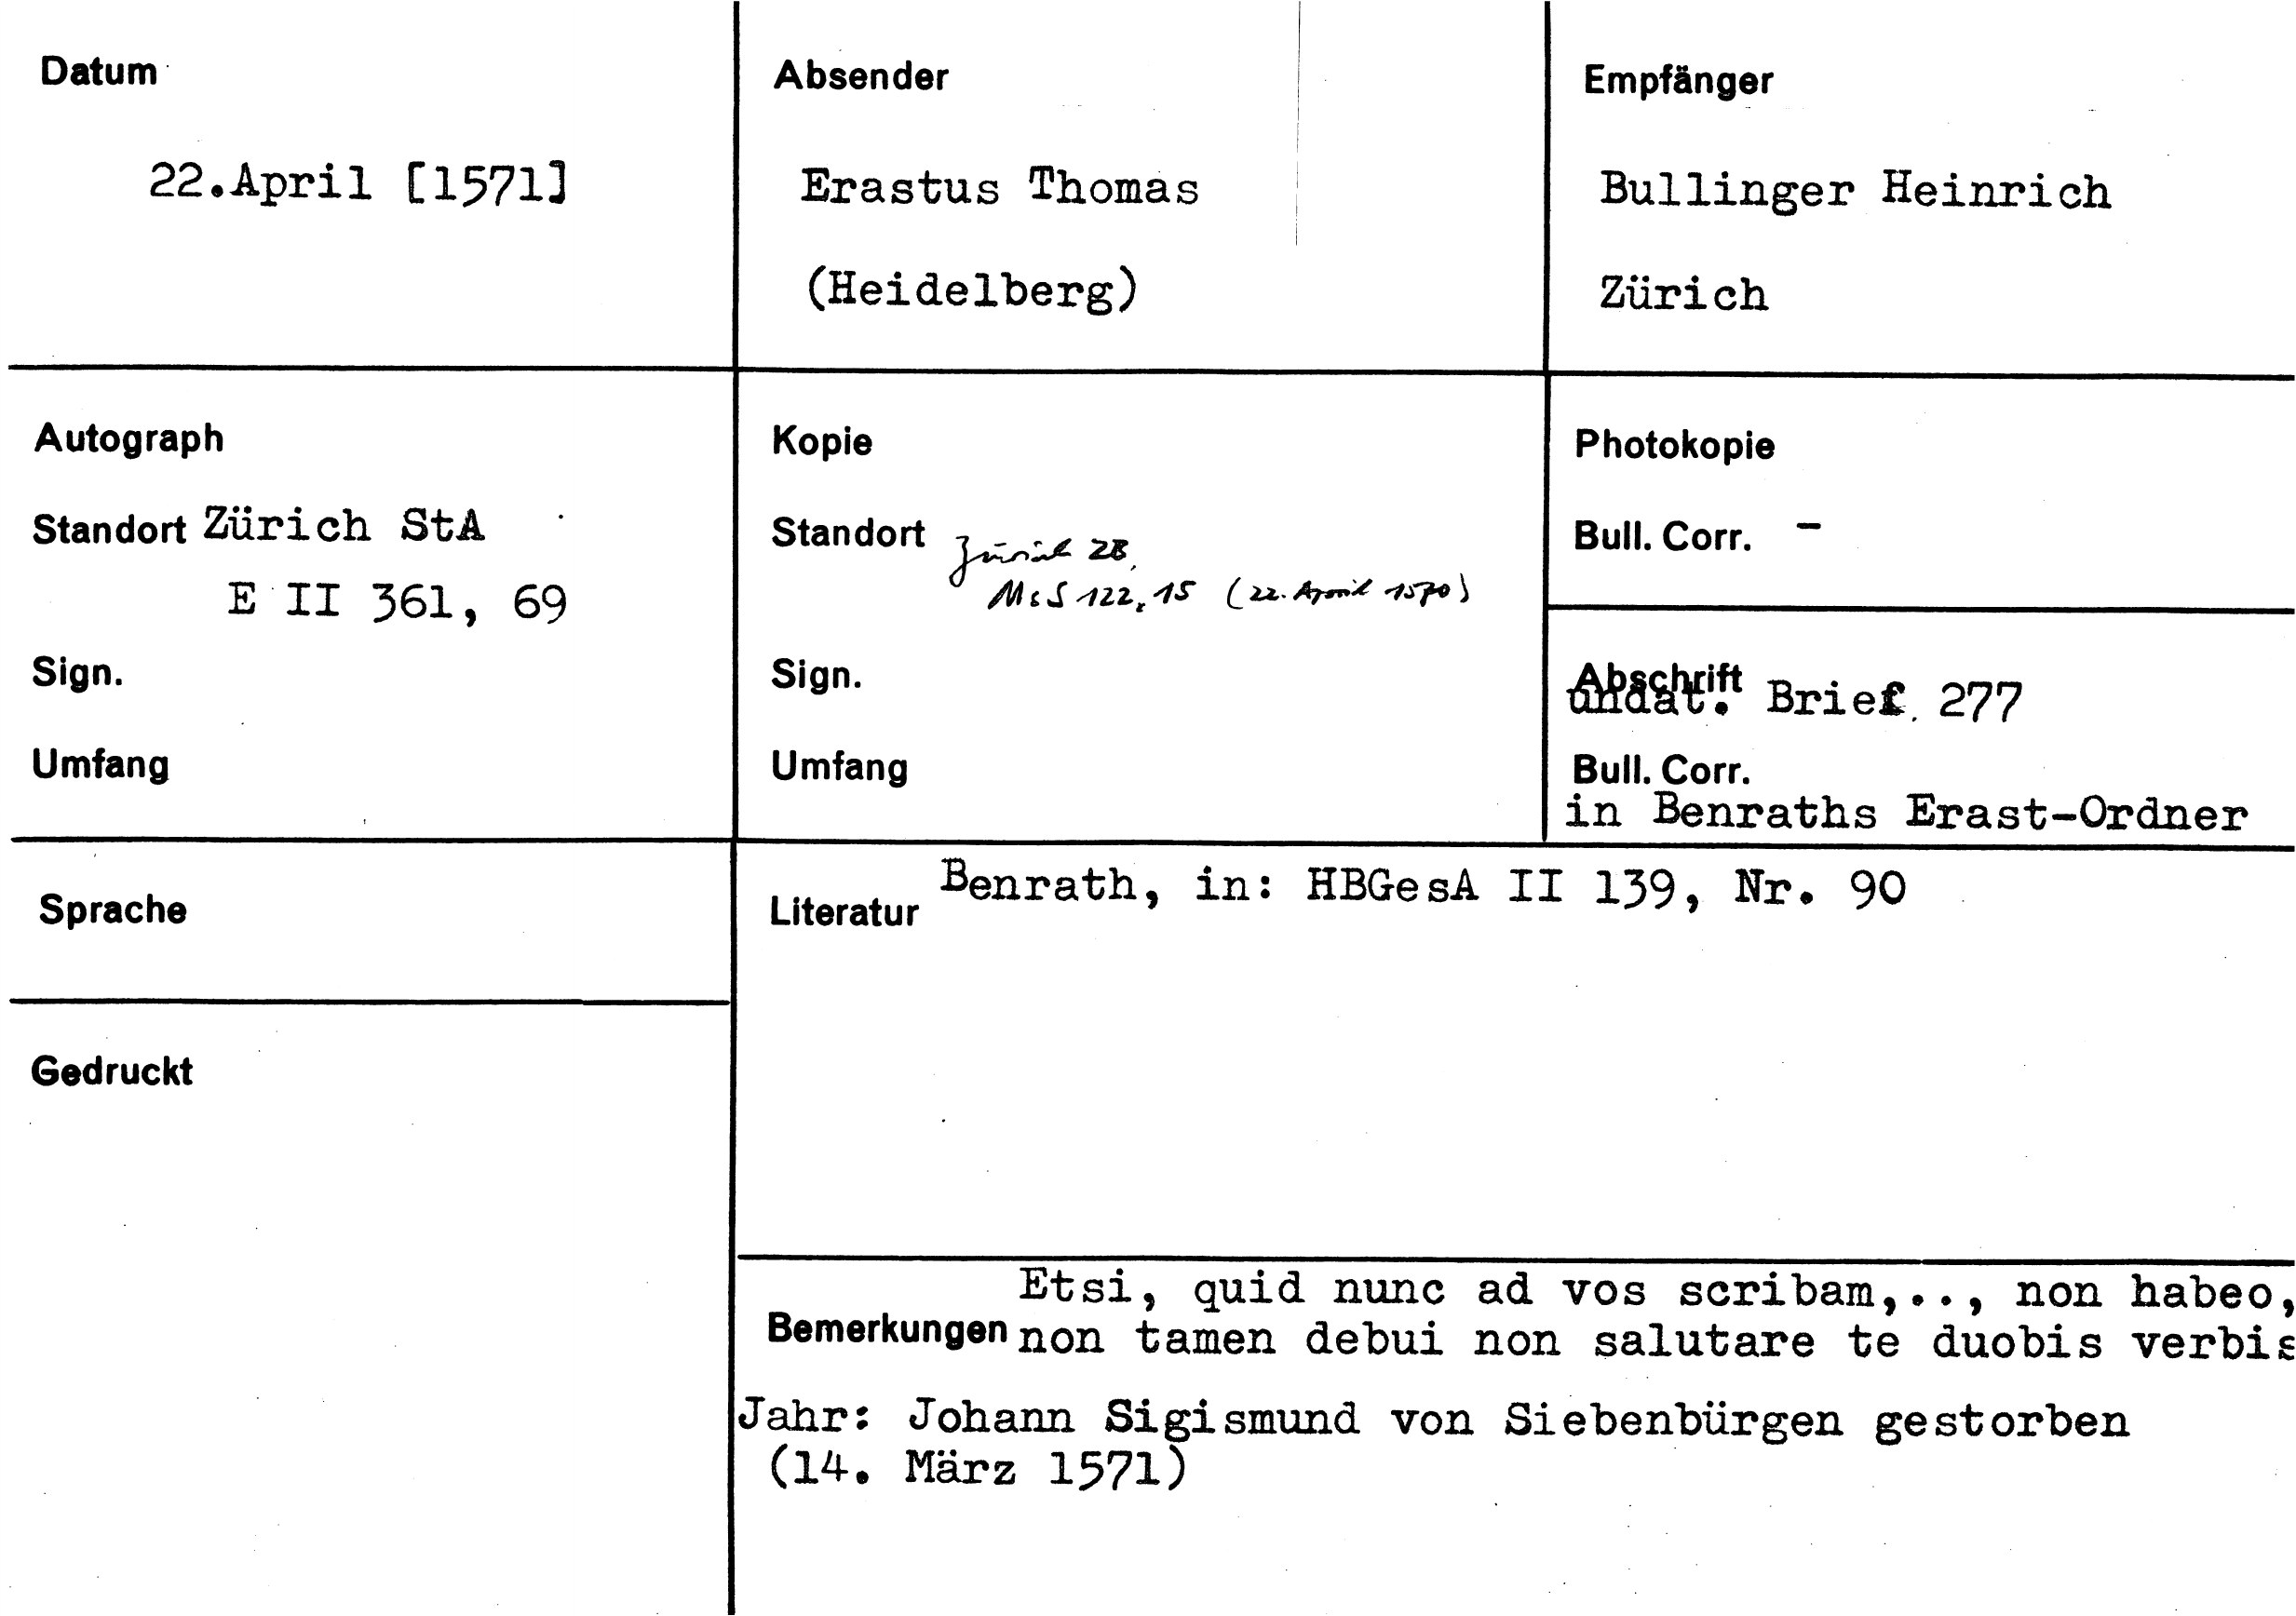 Datum
22.April [1571]
Absender
Erastus Thomas
(Heidelberg)
Empfänger
Bullinger Heinrich
Zürich
Autograph
Standort Zürich StA
E II 361, 69
Sign.
Umfang
Kopie
Standort Zürich ZB,
Ms S 122, 15 (22. April 1570)
Sign.
Umfang
Photokopie
Bull. Corr. –
Abschrift
undat. Brief 277
Bull. Corr.
in Benraths Erast-Ordner
Sprache
Gedruckt
Literatur Benrath, in: HBGesA II 139, Nr. 90
Etsi, quid nunc ad vos scribam,.., non habeo,
Bemerkungen non tamen debui non salutare te duobis verbis
Jahr: Johann Sigismund von Siebenbürgen gestorben
(14. März 1571)